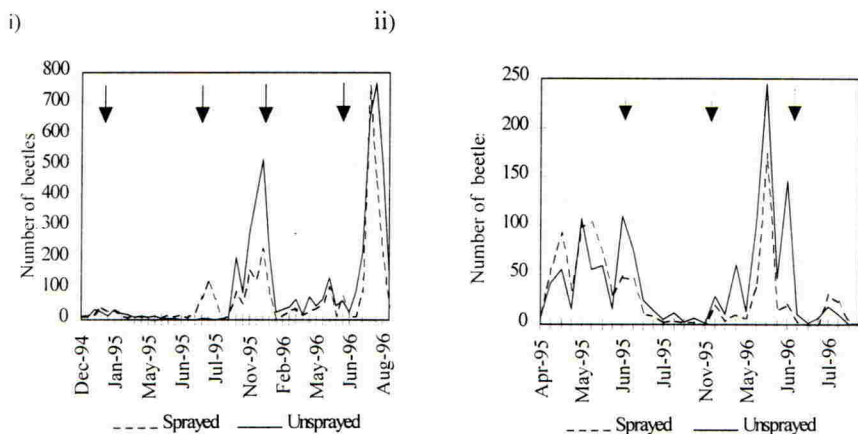 i)
ii)
Number of beetles
800
700
600
500
400
300
200
100
0
Dec-94
Jan-95
May-95
Jun-95
Jul-95
Nov-95
Feb-96
May-96
Jun-96
Aug-96
Sprayed
Unsprayed
Number of beetle:
250
200
150
100
50
0
Apr-95
May-95
Jun-95
Jul-95
Nov-95
May-96
Jun-96
Jul-96
Sprayed
Unsprayed